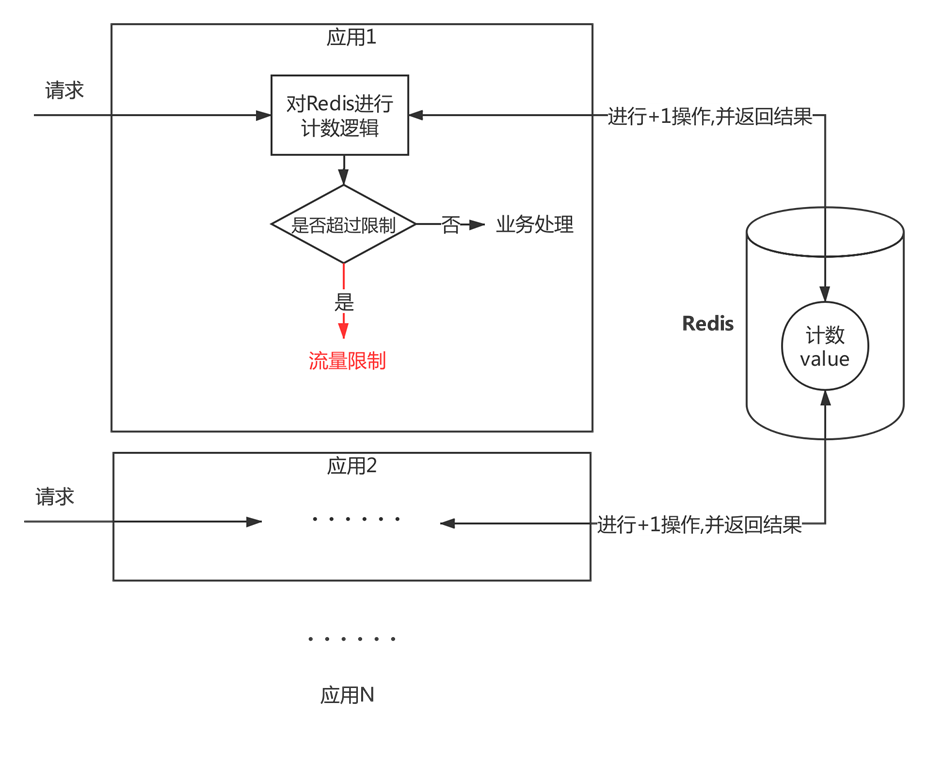 应用1
请求
对Redis进行
计数逻辑
进行+1操作,并返回结果
是否超过限制
否
业务处理
是
流量限制
Redis
计数
value
应用2
请求
······
进行+1操作,并返回结果
······
应用N